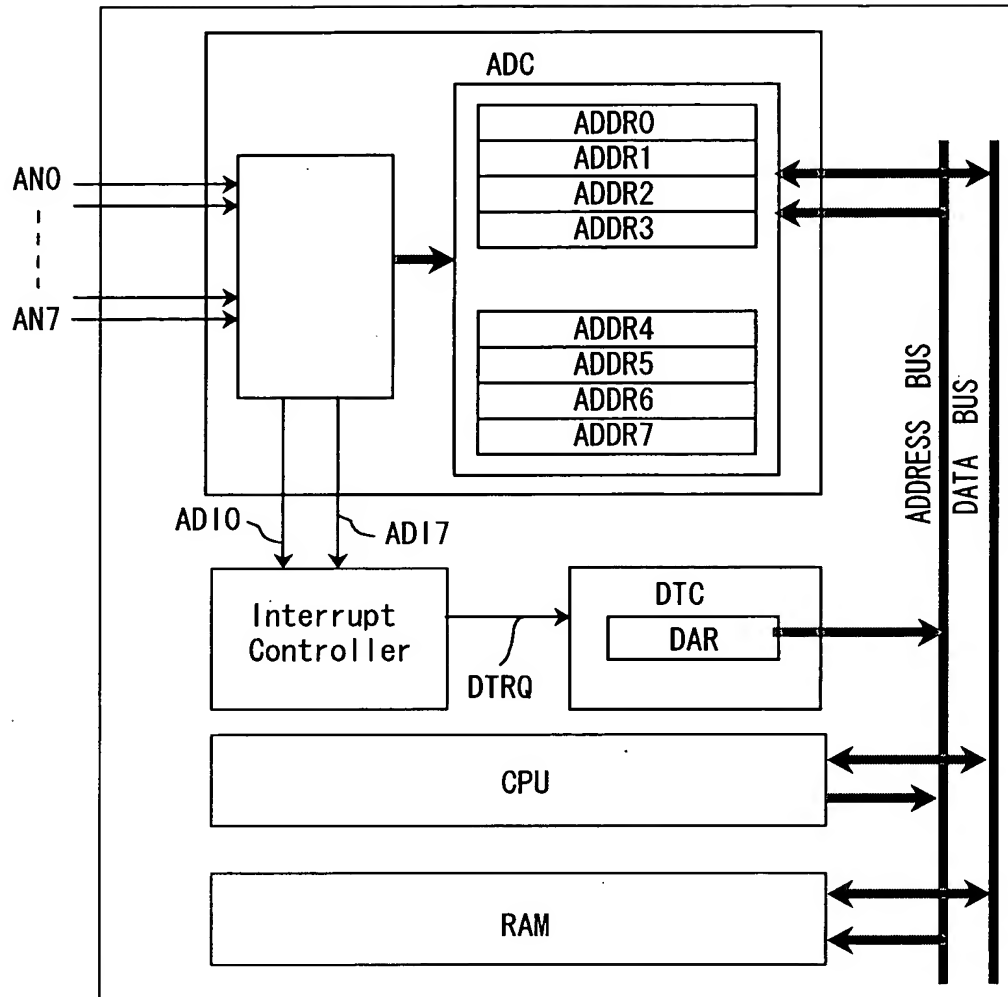 ADC
ADDR0
ADDR1
ADDR2
ADDR3
AN0
AN7
ADDR4
ADDR5
ADDR6
ADDR7
ADDRESS BUS
DATA BUS
ADI0
ADI7
Interrupt
Controller
DTRQ
DTC
DAR
CPU
RAM